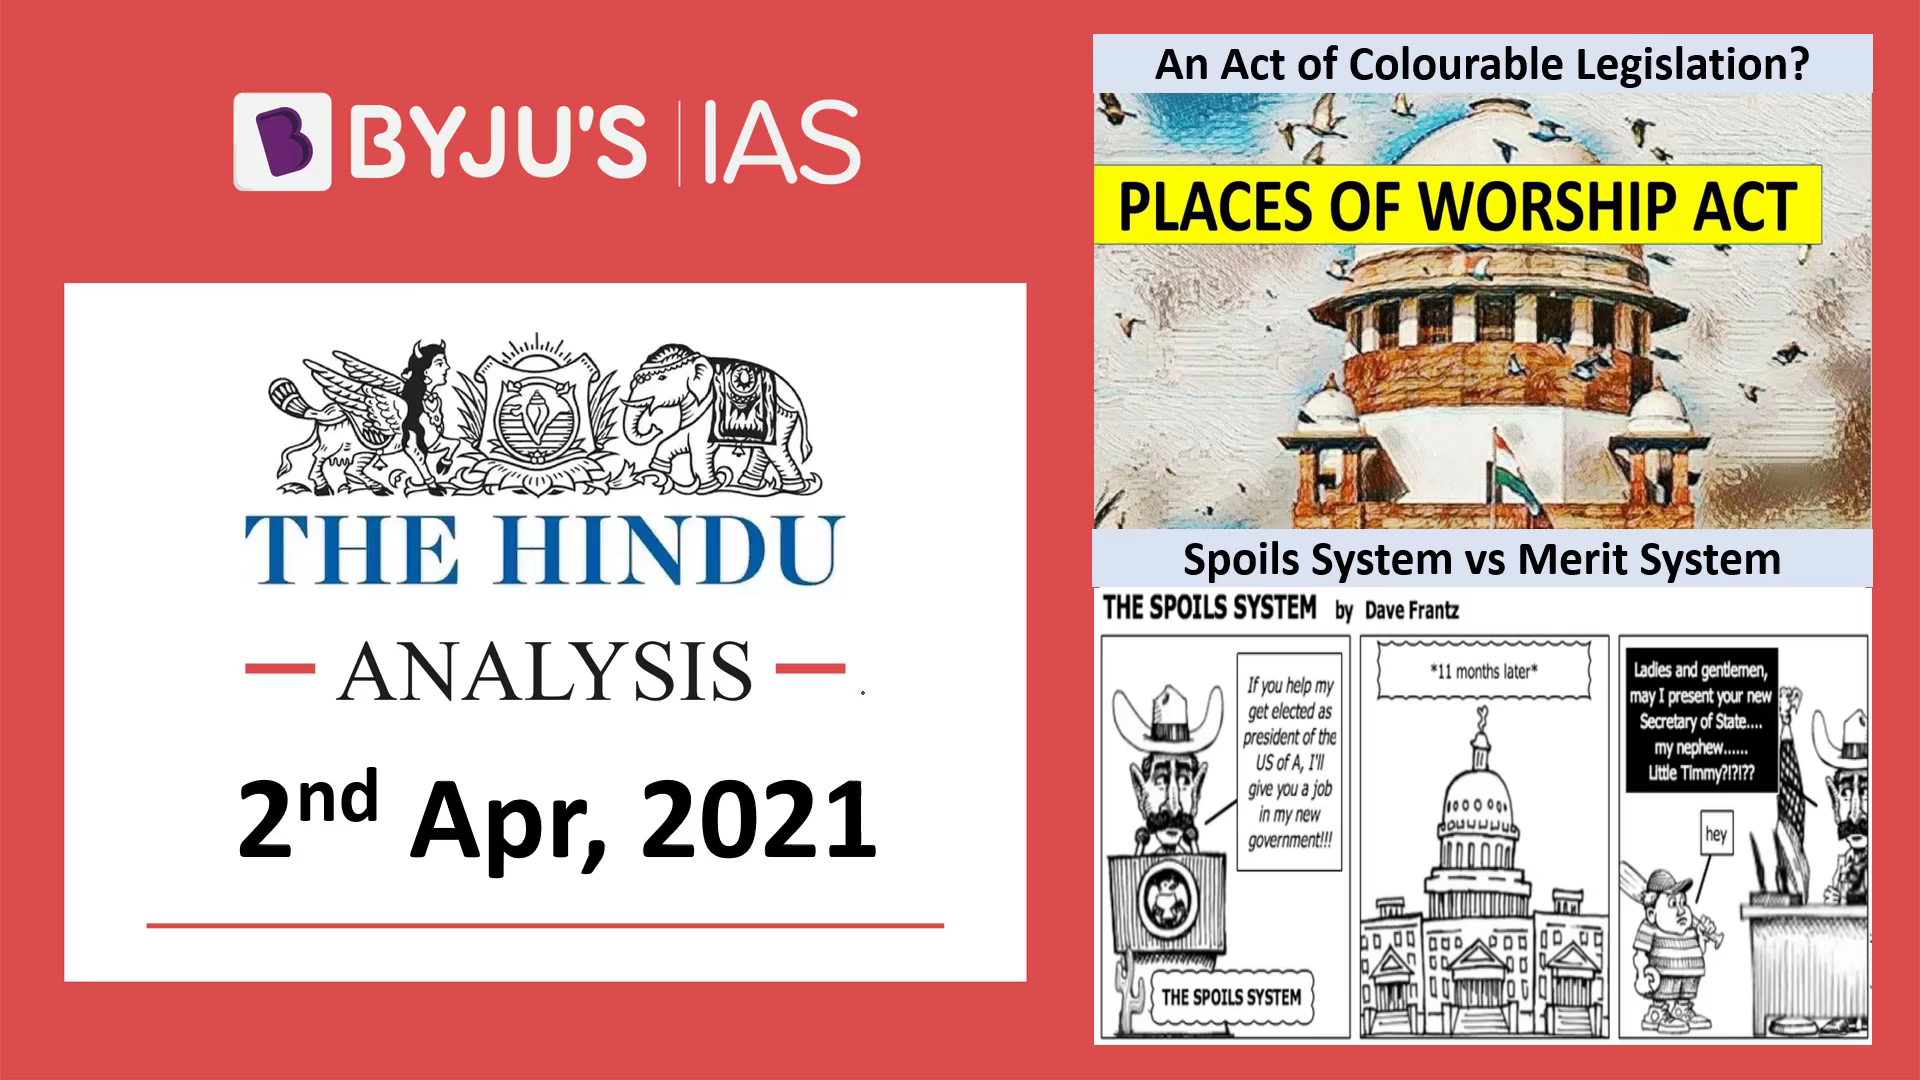 BYJU'S | IAS
THE HINDU
ANALYSIS
2nd Apr, 2021
An Act of Colourable Legislation?
PLACES OF WORSHIP ACT
Spoils System vs Merit System
THE SPOILS SYSTEM by Dave Frantz
If you help my
get elected as
president of the
US of A, I'll
give you a job
in my new
government!!!
THE SPOILS SYSTEM
*11 months later*
Ladies and gentlemen,
may I present your new
Secretary of State....
my nephew......
Little Timmy?!?!??
hey